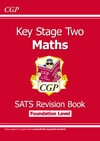 CGP
Key Stage Two
Maths
CGP
SATS Revision Book
Foundation Level